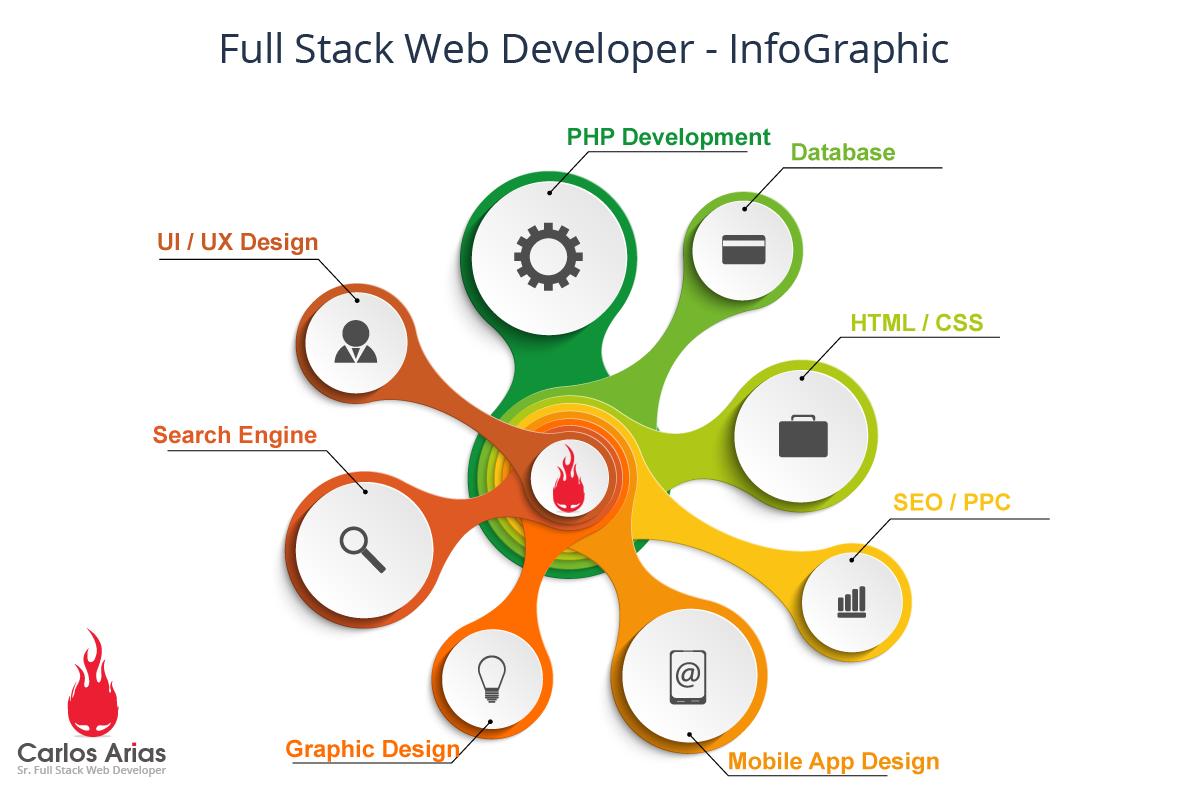 Full Stack Web Developer - InfoGraphic
PHP Development
Database
UI / UX Design
HTML / CSS
Search Engine
SEO / PPC
@
Graphic Design
Mobile App Design
Carlos Arias
Sr. Full Stack Web Developer